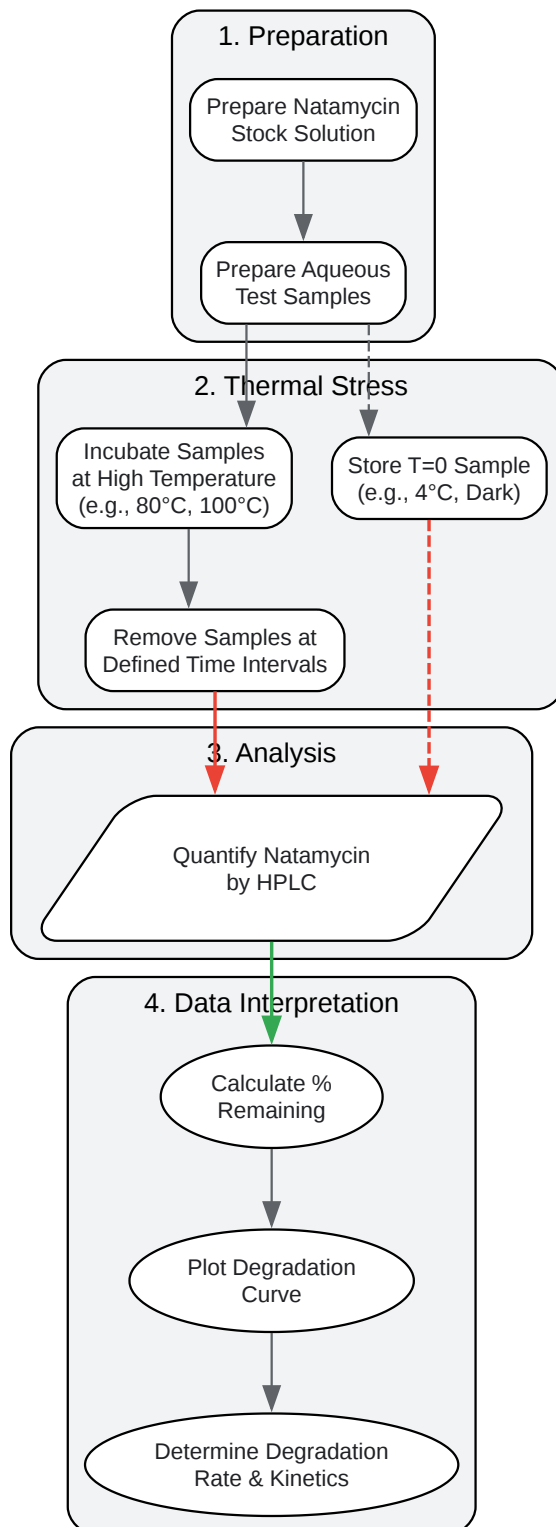 1. Preparation
Prepare Natamycin
Stock Solution
Prepare Aqueous
Test Samples
2. Thermal Stress
Incubate Samples
at High Temperature
(e.g., 80°C, 100°C)
Store T=0 Sample
(e.g., 4°C, Dark)
Remove Samples at
Defined Time Intervals
3. Analysis
Quantify Natamycin
by HPLC
4. Data Interpretation
Calculate %
Remaining
Plot Degradation
Curve
Determine Degradation
Rate & Kinetics